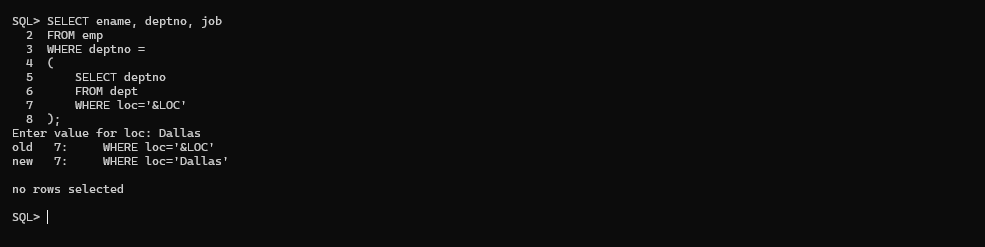 SQL> SELECT ename, deptno, job
  2  FROM emp
  3  WHERE deptno =
  4  (
  5      SELECT deptno
  6      FROM dept
  7      WHERE loc='&LOC'
  8  );
Enter value for loc: Dallas
old   7:     WHERE loc='&LOC'
new   7:     WHERE loc='Dallas'
no rows selected
SQL>